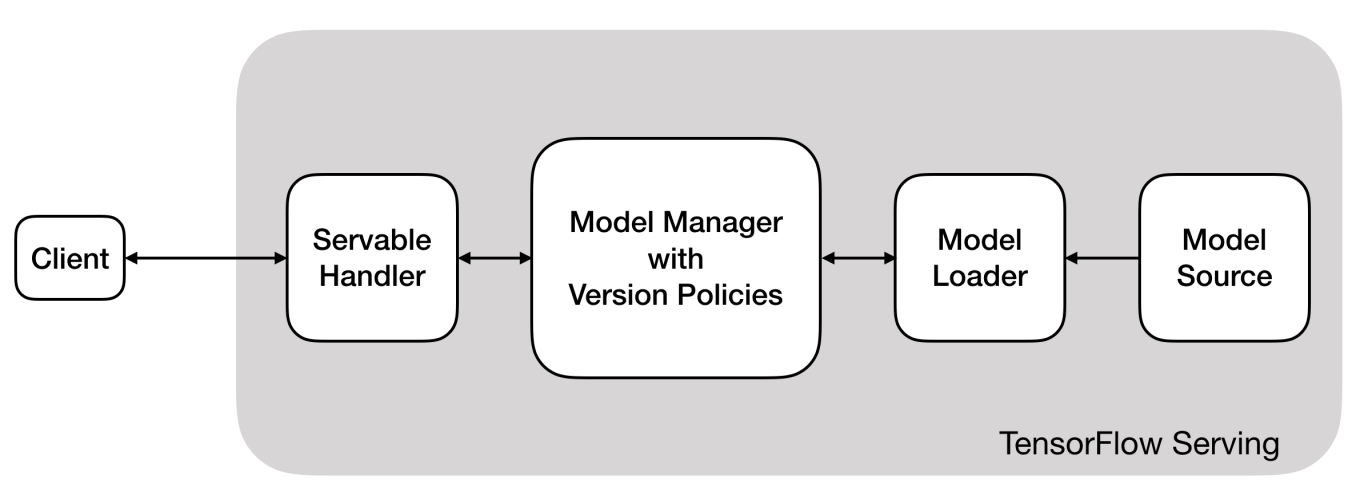 Client
Servable
Handler
Model Manager
with
Version Policies
Model
Loader
Model
Source
TensorFlow Serving